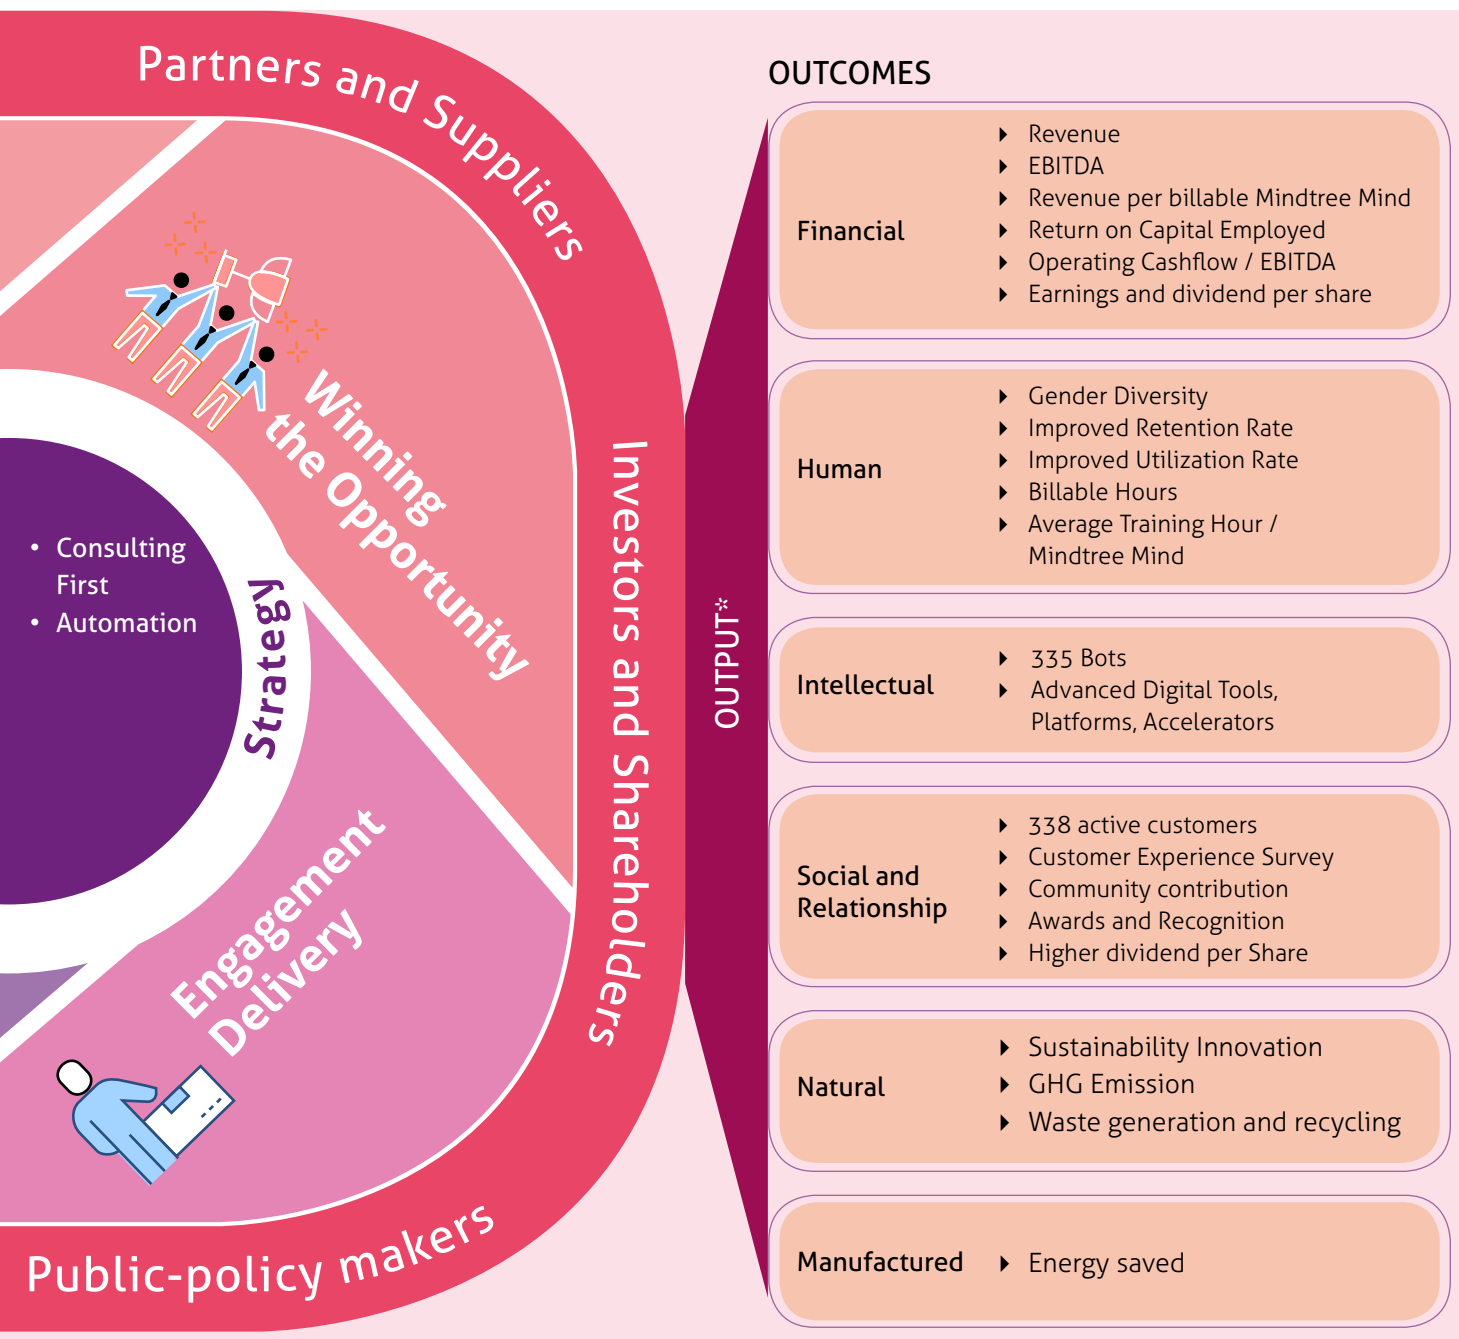 Partners and Suppliers
Investors and Shareholders
Public-policy makers
Winning
the Opportunity
• Consulting
First
• Automation
Strategy
Engagement
Delivery
OUTPUT*
OUTCOMES
Financial
Revenue
EBITDA
Revenue per billable Mindtree Mind
Return on Capital Employed
Operating Cashflow / EBITDA
Earnings and dividend per share
Human
Gender Diversity
Improved Retention Rate
Improved Utilization Rate
Billable Hours
Average Training Hour /
Mindtree Mind
Intellectual
335 Bots
Advanced Digital Tools,
Platforms, Accelerators
Social and
Relationship
338 active customers
Customer Experience Survey
Community contribution
Awards and Recognition
Higher dividend per Share
Natural
Sustainability Innovation
GHG Emission
Waste generation and recycling
Manufactured
Energy saved